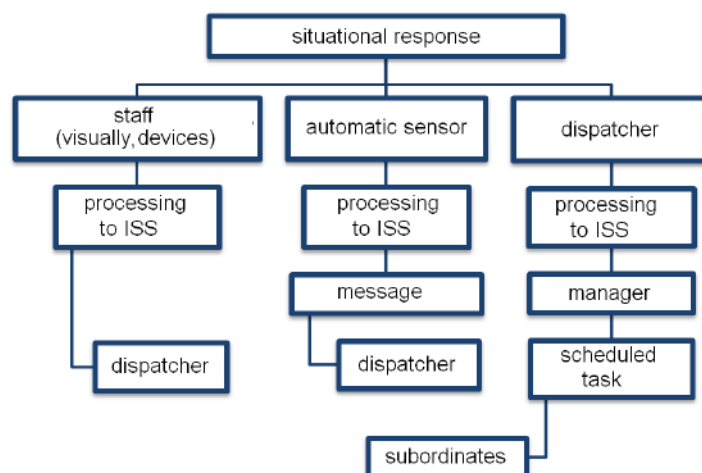 situational response
staff
(visually, devices)
automatic sensor
dispatcher
processing
to ISS
processing
to ISS
processing
to ISS
message
manager
dispatcher
dispatcher
scheduled
task
subordinates